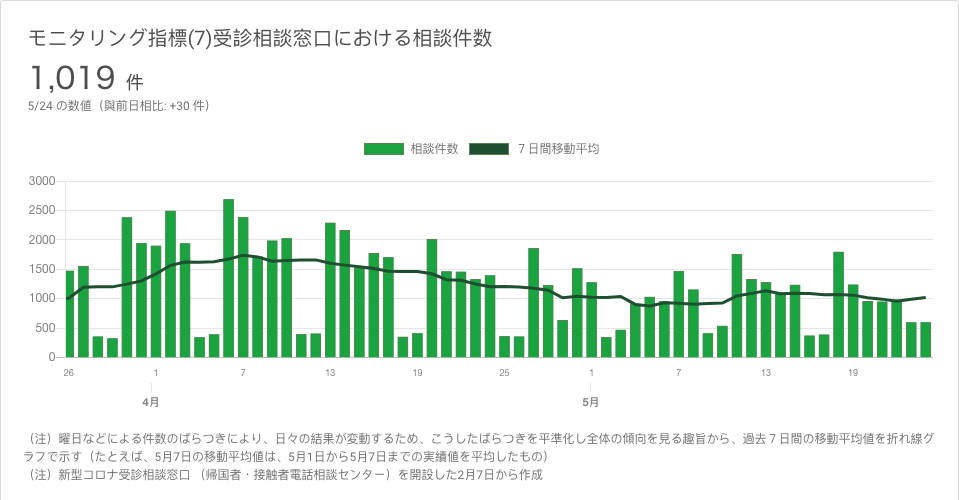 モニタリング指標(7)受診相談窓口における相談件数
1,019 件
5/24 の数値（與前日相比: +30 件）
相談件数 7 日間移動平均
3000
2500
2000
1500
1000
500
0
26 1 7 13 19 25 1 7 13 19
4月 5月
（注）曜日などによる件数のばらつきにより、日々の結果が変動するため、こうしたばらつきを平準化し全体の傾向を見る趣旨から、過去 7 日間の移動平均値を折れ線グ
ラフで示す（たとえば、5月7日の移動平均値は、5月1日から5月7日までの実績値を平均したもの）
（注）新型コロナ受診相談窓口 （帰国者・接触者電話相談センター）を開設した2月7日から作成